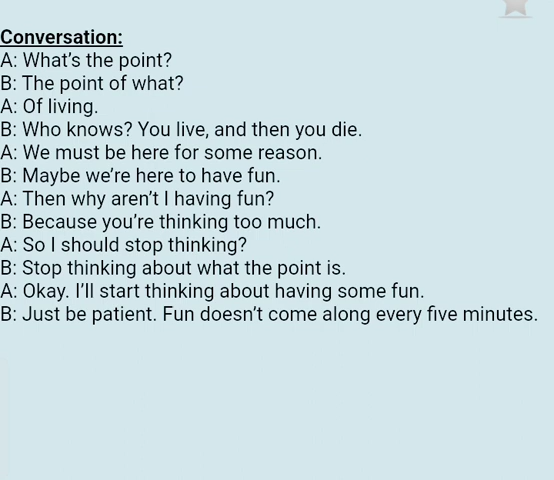 Conversation:
A: What’s the point?
B: The point of what?
A: Of living.
B: Who knows? You live, and then you die.
A: We must be here for some reason.
B: Maybe we’re here to have fun.
A: Then why aren’t I having fun?
B: Because you’re thinking too much.
A: So I should stop thinking?
B: Stop thinking about what the point is.
A: Okay. I’ll start thinking about having some fun.
B: Just be patient. Fun doesn’t come along every five minutes.